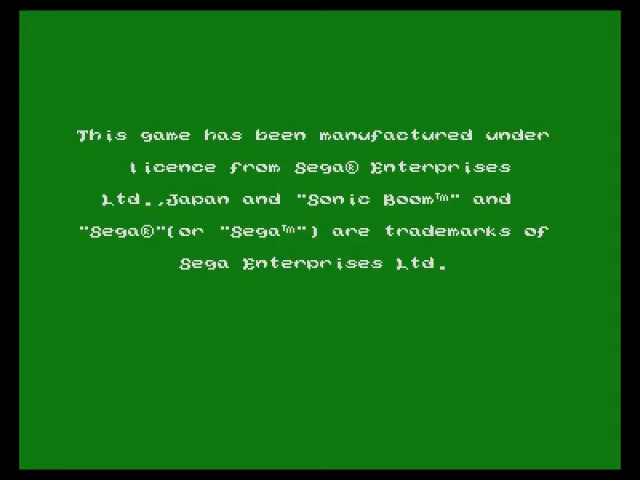 This game has been manufactured under
licence from Sega® Enterprises
Ltd.,Japan and "Sonic Boom™" and
"Sega®"(or "Sega™") are trademarks of
Sega Enterprises Ltd.